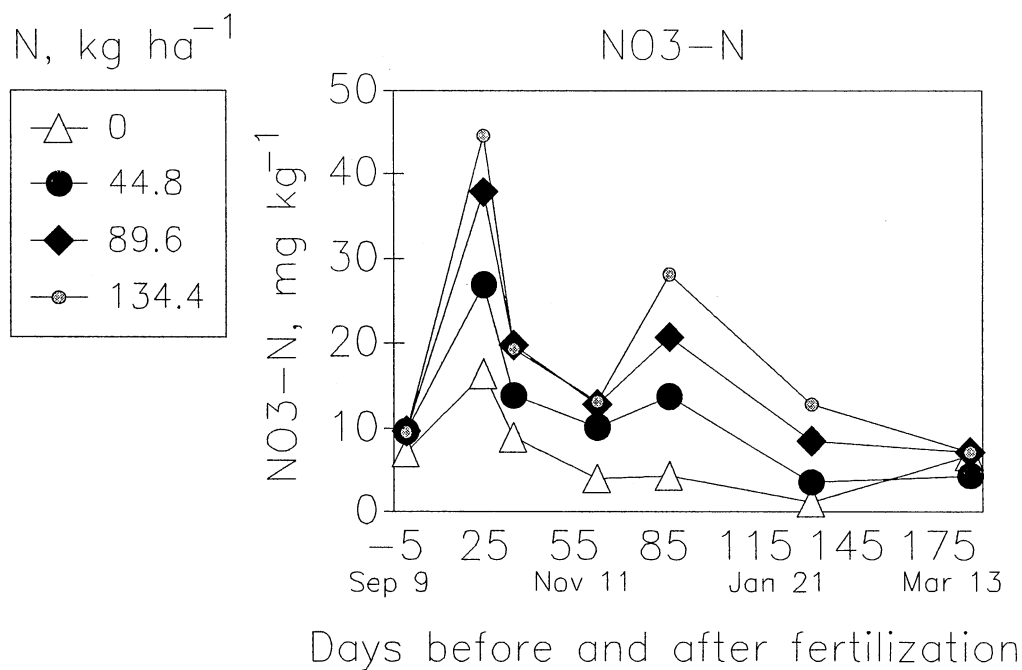 N, kg ha⁻¹
0
44.8
89.6
134.4
NO3-N
NO3-N, mg kg⁻¹
50
40
30
20
10
0
-5 25 55 85 115 145 175
Sep 9 Nov 11 Jan 21 Mar 13
Days before and after fertilization